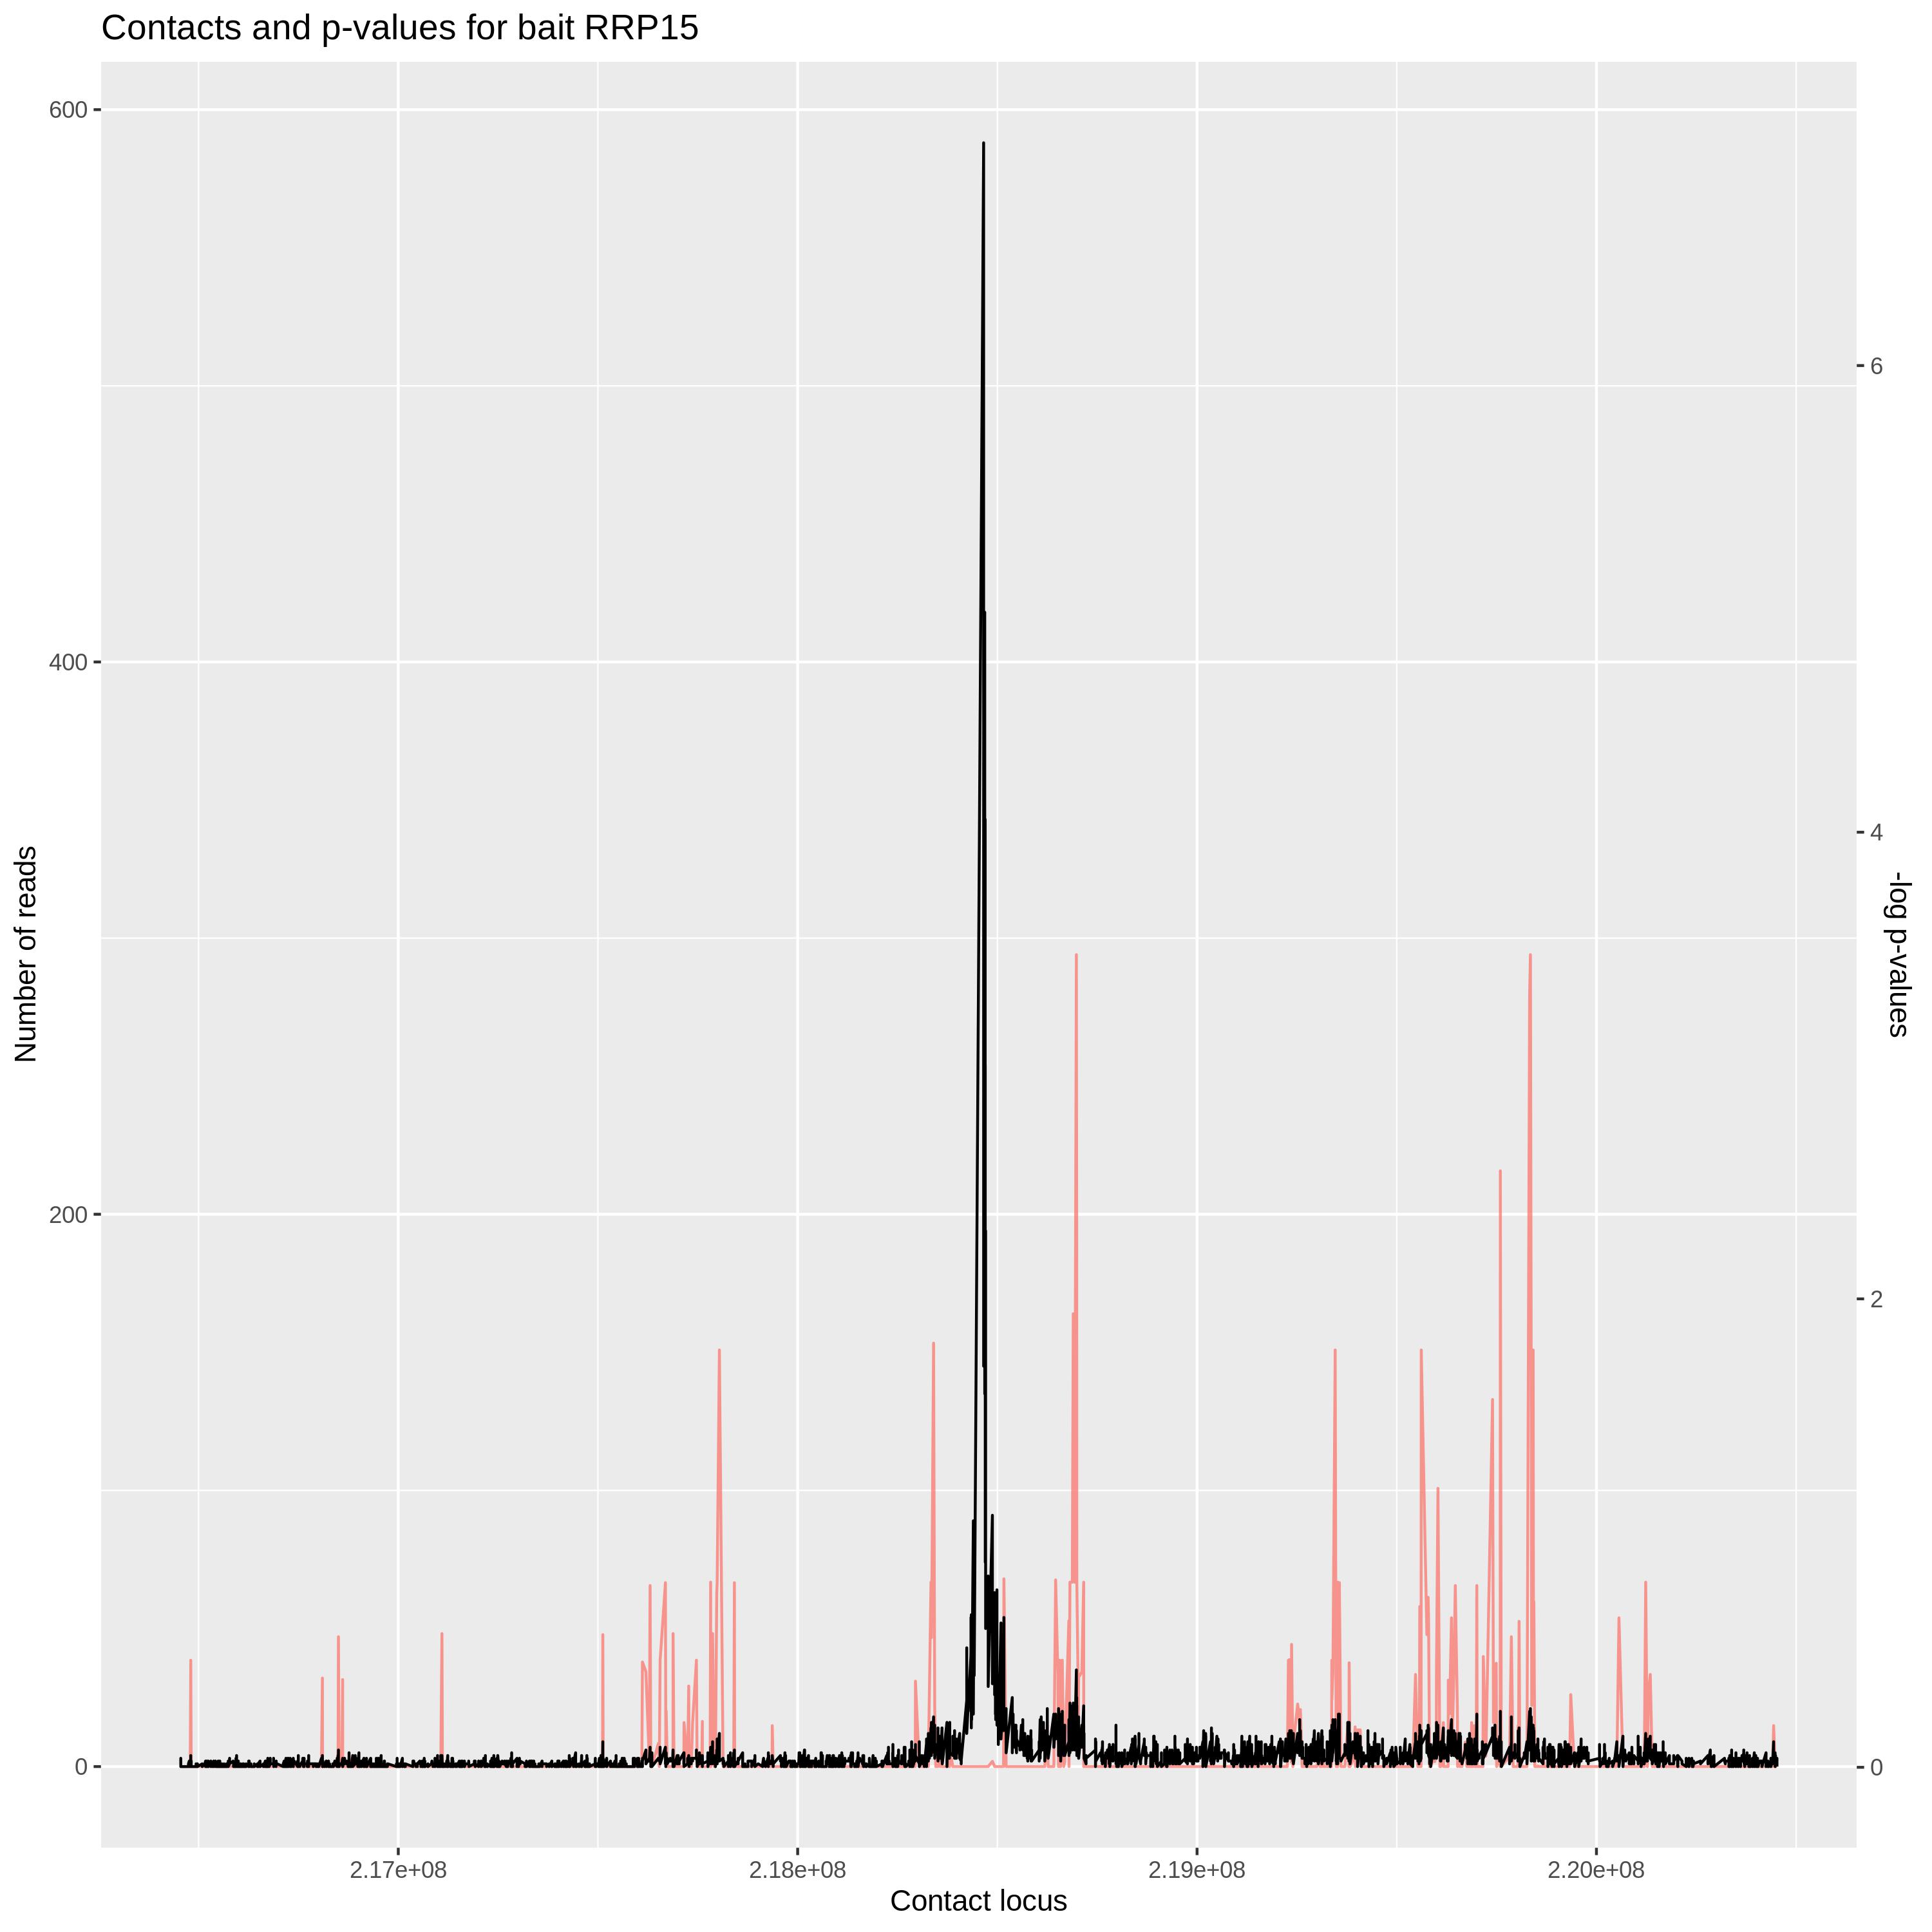 Contacts and p-values for bait RRP15
600
400
200
0
Number of reads
6
4
2
0
-log p-values
2.17e+08
2.18e+08
2.19e+08
2.20e+08
Contact locus